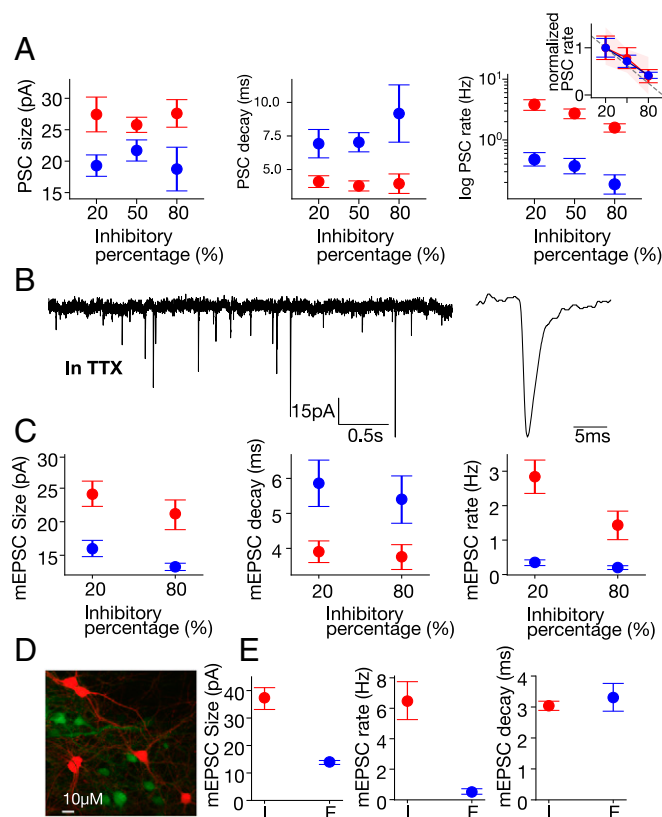 A
PSC size (pA)
30
25
20
15
20 50 80
Inhibitory
percentage (%)
PSC decay (ms)
10.0
7.5
5.0
20 50 80
Inhibitory
percentage (%)
log PSC rate (Hz)
10¹
10⁰
20 50 80
Inhibitory
percentage (%)
normalized
PSC rate
1
0
20 80
B
In TTX
15pA
0.5s
5ms
C
mEPSC Size (pA)
30
25
20
15
20 80
Inhibitory
percentage (%)
mEPSC decay (ms)
6
5
4
20 80
Inhibitory
percentage (%)
mEPSC rate (Hz)
3
2
1
0
20 80
Inhibitory
percentage (%)
D
10µM
E
mEPSC Size (pA)
40
30
20
10
0
I E
mEPSC rate (Hz)
8
6
4
2
0
I E
mEPSC decay (ms)
4
3
2
1
0
I E